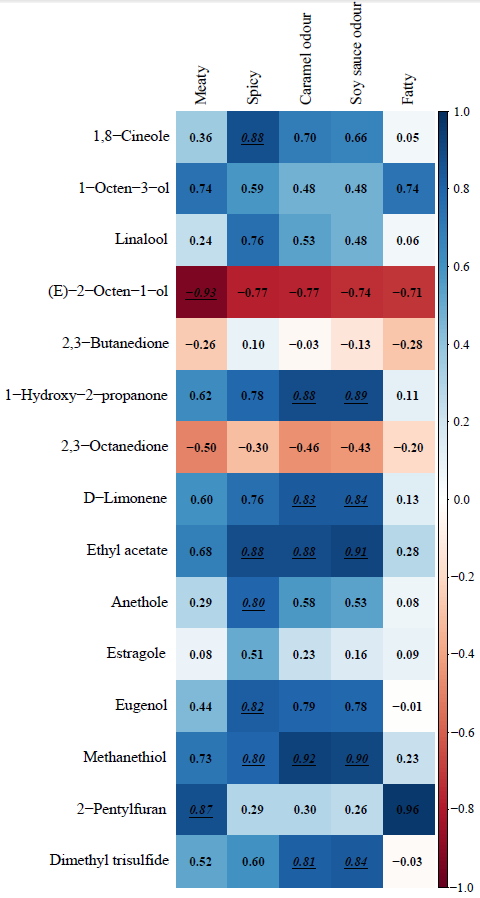 Meaty Spicy Caramel odour Soy sauce odour Fatty
1,8−Cineole 0.36 0.88 0.70 0.66 0.05
1−Octen−3−ol 0.74 0.59 0.48 0.48 0.74
Linalool 0.24 0.76 0.53 0.48 0.06
(E)−2−Octen−1−ol −0.93 −0.77 −0.77 −0.74 −0.71
2,3−Butanedione −0.26 0.10 −0.03 −0.13 −0.28
1−Hydroxy−2−propanone 0.62 0.78 0.88 0.89 0.11
2,3−Octanedione −0.50 −0.30 −0.46 −0.43 −0.20
D−Limonene 0.60 0.76 0.83 0.84 0.13
Ethyl acetate 0.68 0.88 0.88 0.91 0.28
Anethole 0.29 0.80 0.58 0.53 0.08
Estragole 0.08 0.51 0.23 0.16 0.09
Eugenol 0.44 0.82 0.79 0.78 −0.01
Methanethiol 0.73 0.80 0.92 0.90 0.23
2−Pentylfuran 0.87 0.29 0.30 0.26 0.96
Dimethyl trisulfide 0.52 0.60 0.81 0.84 −0.03
1.0
0.8
0.6
0.4
0.2
0.0
−0.2
−0.4
−0.6
−0.8
−1.0